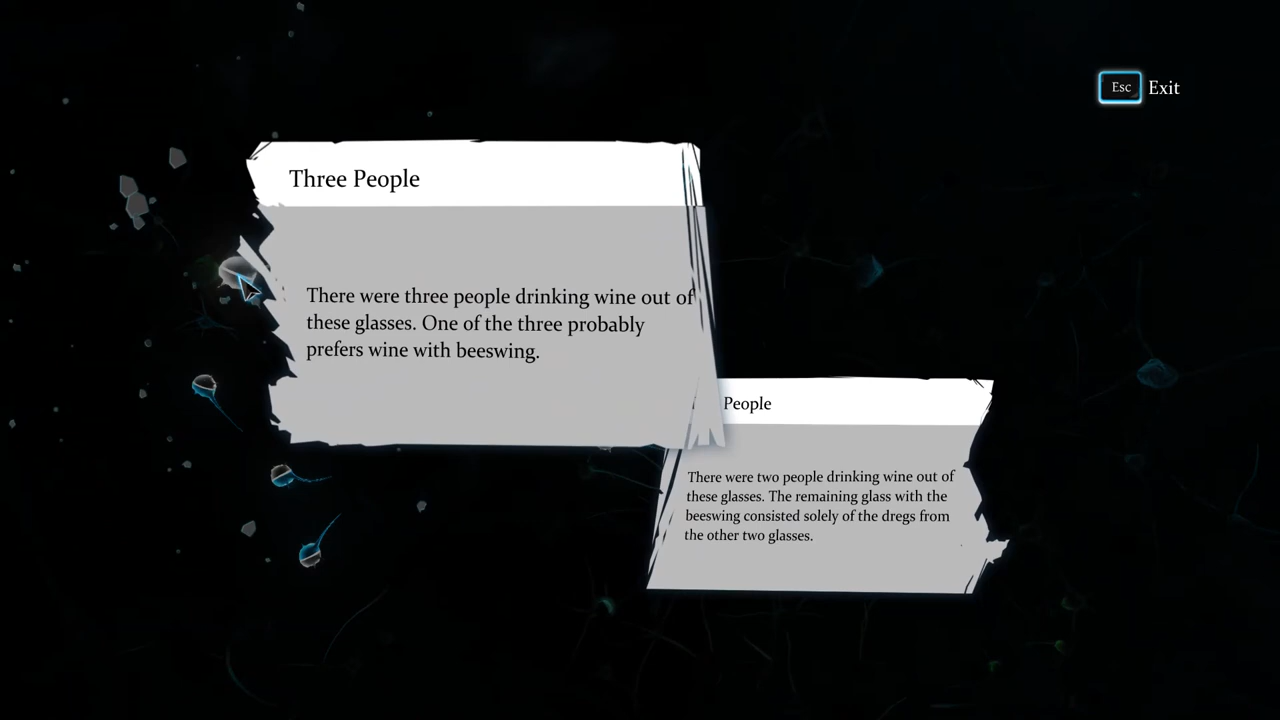 Esc Exit
Three People
There were three people drinking wine out of
these glasses. One of the three probably
prefers wine with beeswing.
People
There were two people drinking wine out of
these glasses. The remaining glass with the
beeswing consisted solely of the dregs from
the other two glasses.